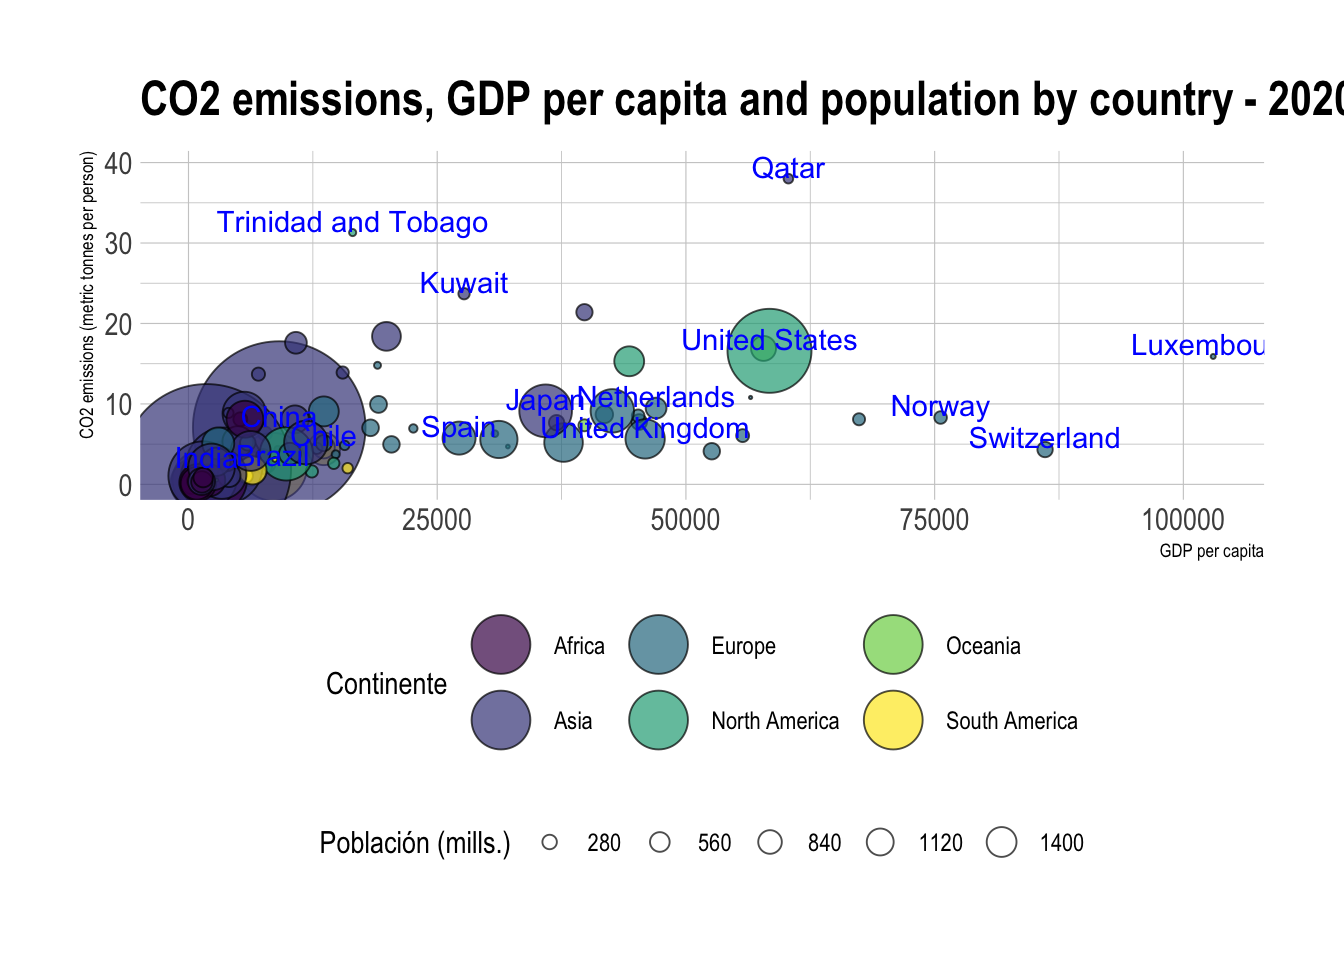 CO2 emissions, GDP per capita and population by country - 2020
CO2 emissions (metric tonnes per person)
40
30
20
10
0
Qatar
Trinidad and Tobago
Kuwait
United States
Luxembou
Japan
Netherlands
Norway
China
Spain
United Kingdom
Chile
Switzerland
India
Brazil
0
25000
50000
75000
100000
GDP per capita
Continente
Africa
Europe
Oceania
Asia
North America
South America
Población (mills.)
280
560
840
1120
1400